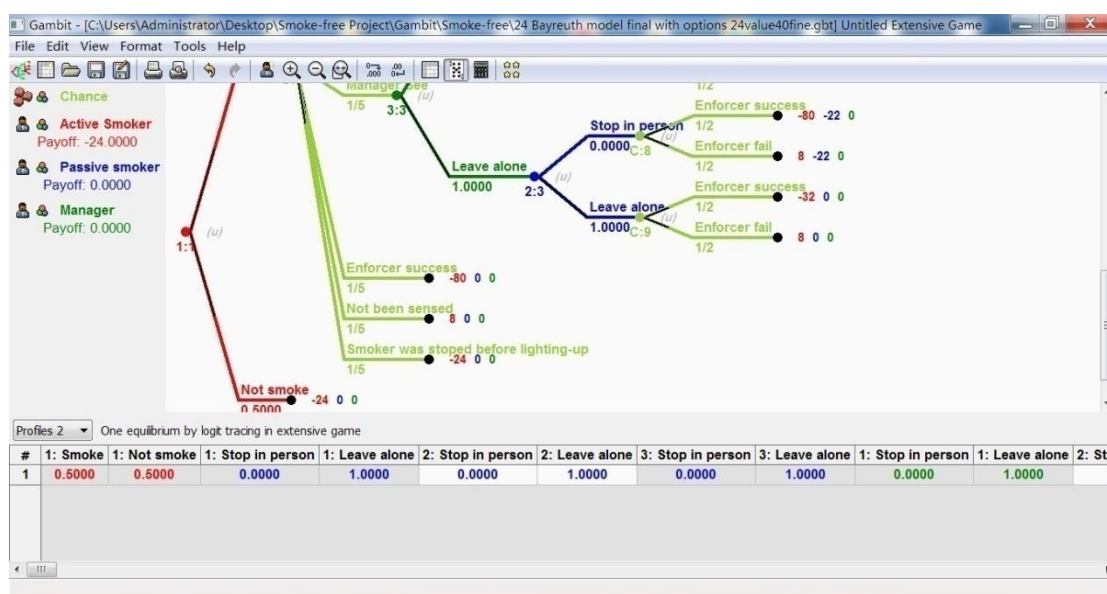 Gambit - [C:\Users\Administrator\Desktop\Smoke-free Project\Gambit\Smoke-free\24 Bayreuth model final with options 24value40fine.gbt] Untitled Extensive Game
File Edit View Format Tools Help
Chance
Active Smoker
Payoff: -24.0000
Passive smoker
Payoff: 0.0000
Manager
Payoff: 0.0000
1:1 (u)
Manager see
1/5
3:3 (u)
Leave alone
1.0000
2:3 (u)
Stop in person
0.0000 C:8 (u)
1/2
Enforcer success -80 -22 0
1/2
Enforcer fail 8 -22 0
1/2
Leave alone
1.0000 C:9 (u)
Enforcer success -32 0 0
1/2
Enforcer fail 8 0 0
1/2
Enforcer success -80 0 0
1/5
Not been sensed 8 0 0
1/5
Smoker was stoped before lighting-up
-24 0 0
1/5
Not smoke -24 0 0
0.5000
Profiles 2 One equilibrium by logit tracing in extensive game
# 1: Smoke 1: Not smoke 1: Stop in person 1: Leave alone 2: Stop in person 2: Leave alone 3: Stop in person 3: Leave alone 1: Stop in person 1: Leave alone 2: St
1 0.5000 0.5000 0.0000 1.0000 0.0000 1.0000 0.0000 1.0000 0.0000 1.0000